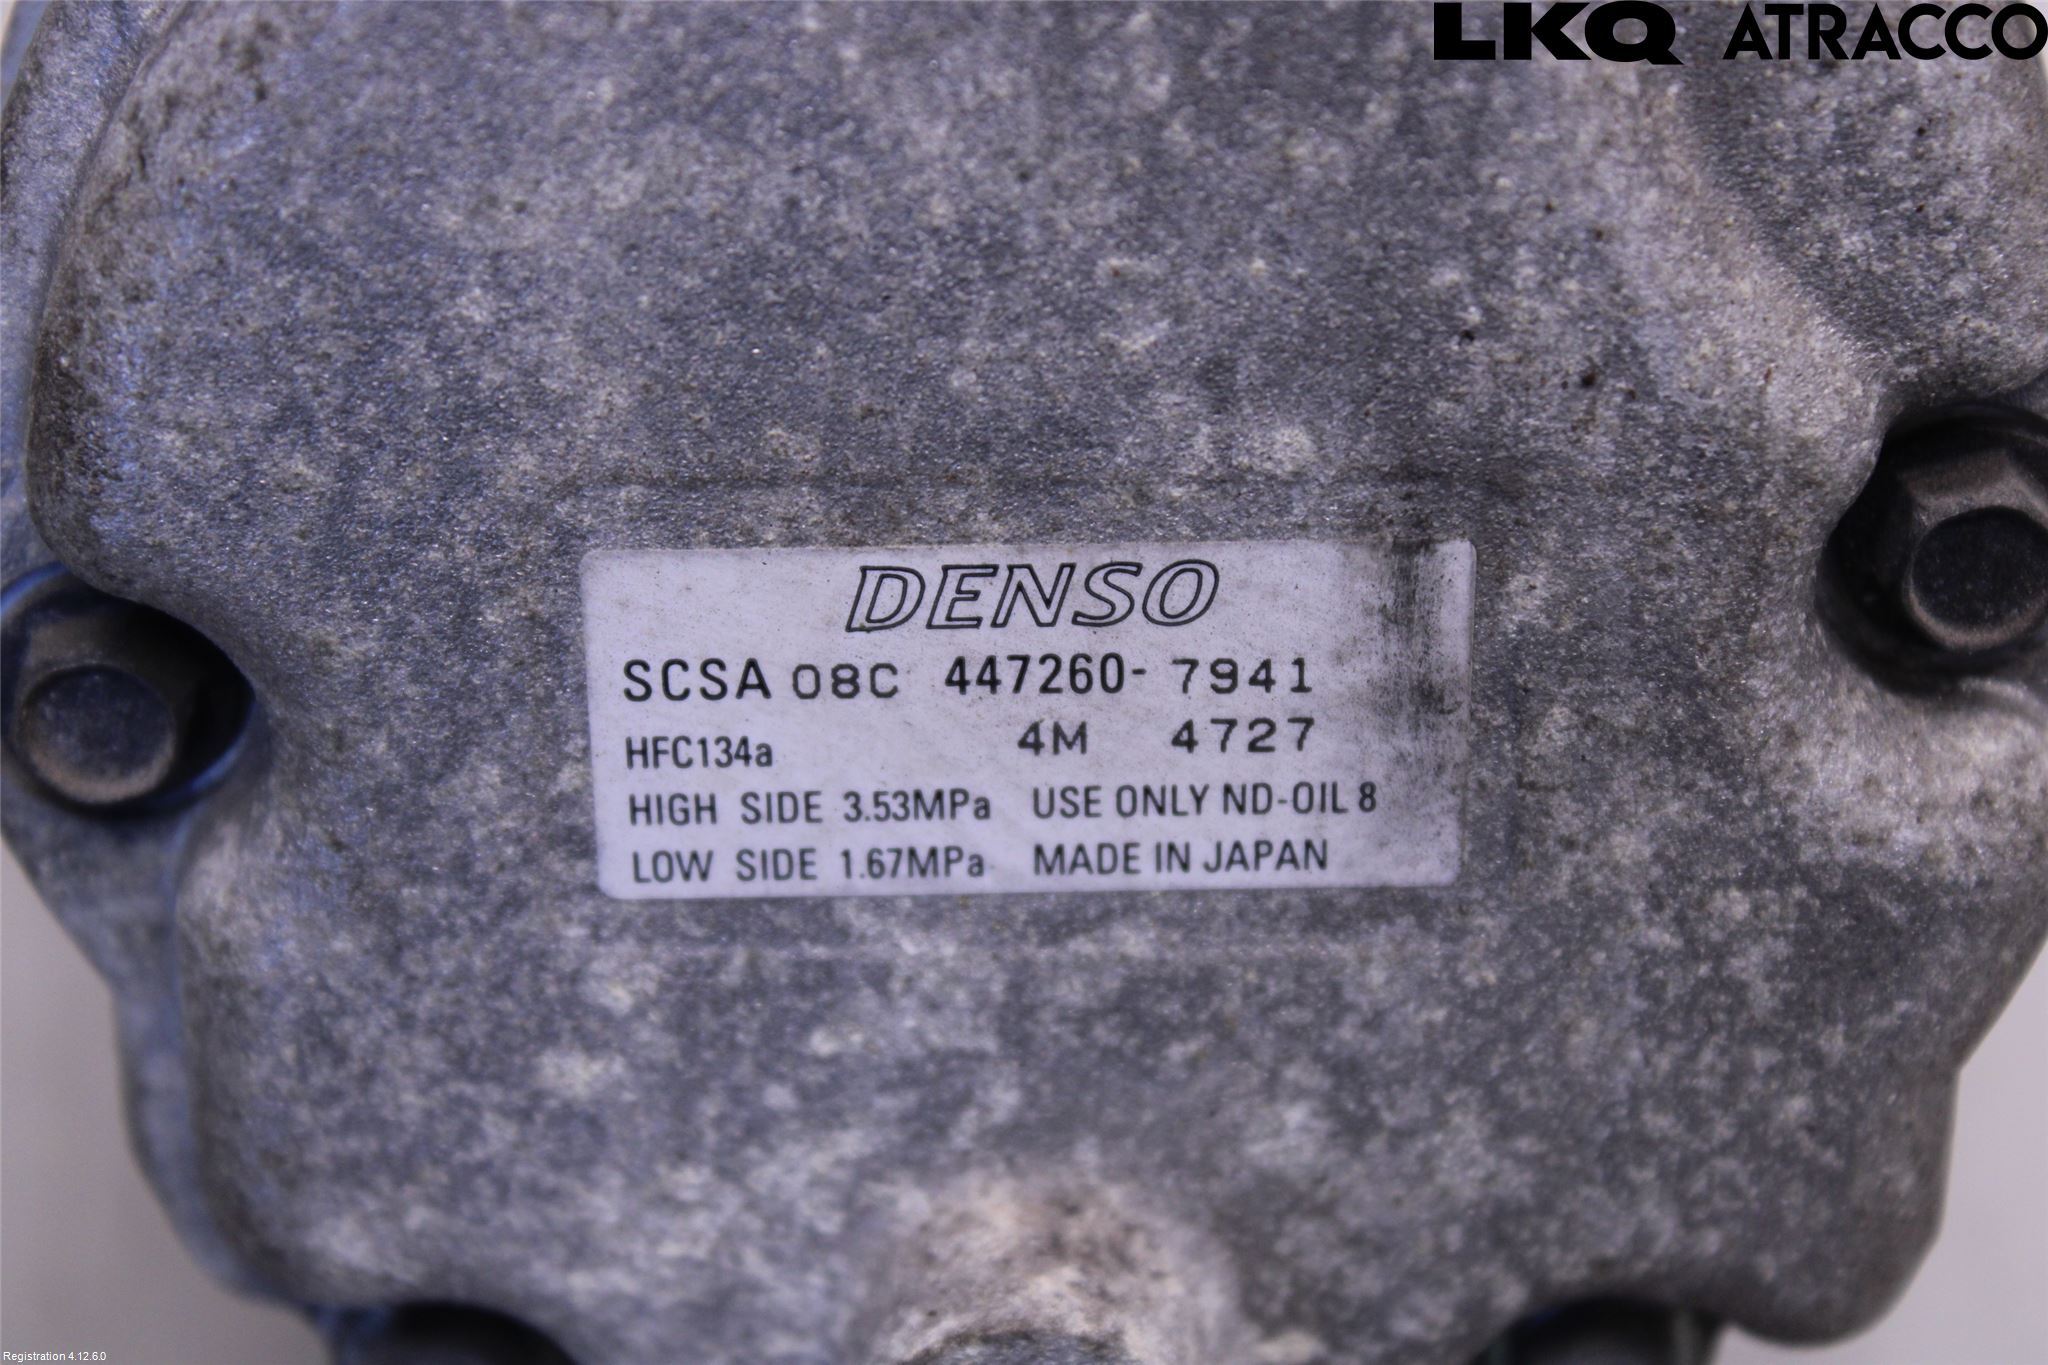 LKQ ATRACCO
DENSO
SCSA 08C 447260-7941
HFC134a 4M 4727
HIGH SIDE 3.53MPa USE ONLY ND-OIL 8
LOW SIDE 1.67MPa MADE IN JAPAN
Registration 4.12.6.0